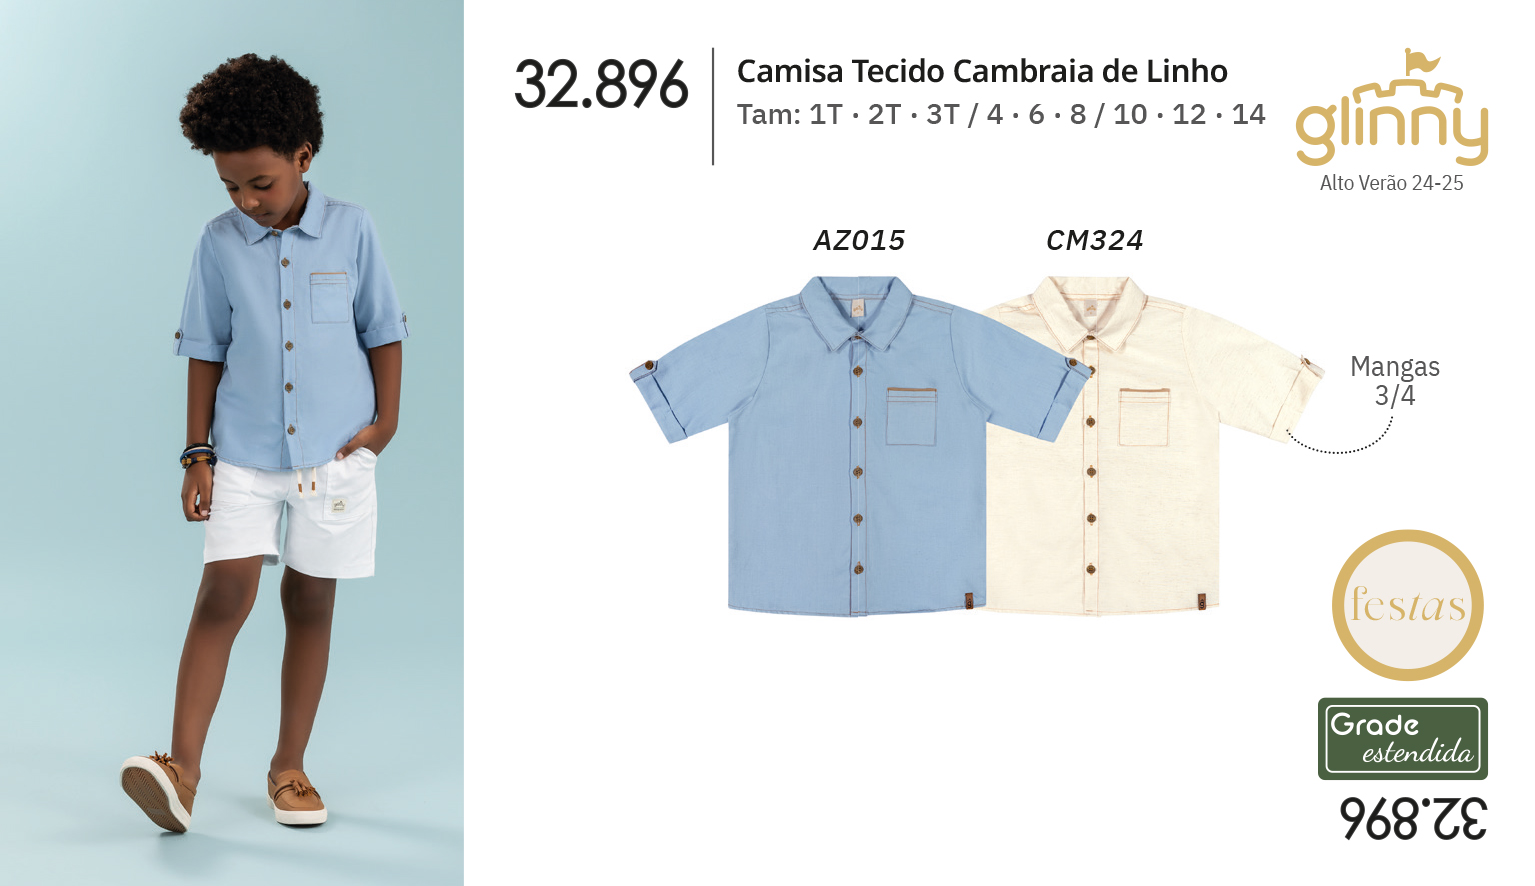 32.896
Camisa Tecido Cambraia de Linho
Tam: 1T • 2T • 3T / 4 • 6 • 8 / 10 • 12 • 14
glinny
Alto Verão 24-25
AZ015
CM324
Mangas
3/4
festas
Grade
estendida
32.896